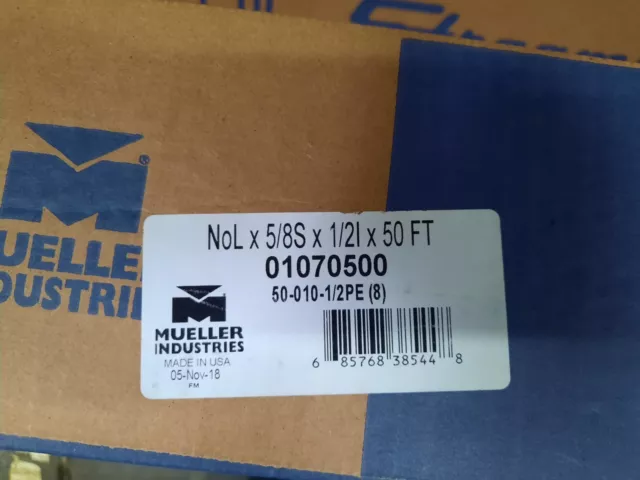 MUELLER
INDUSTRIES
®
NoL x 5/8S x 1/2I x 50 FT
01070500
50-010-1/2PE (8)
MUELLER
INDUSTRIES
MADE IN USA
05-Nov-18
FM
6 85768 38544 8